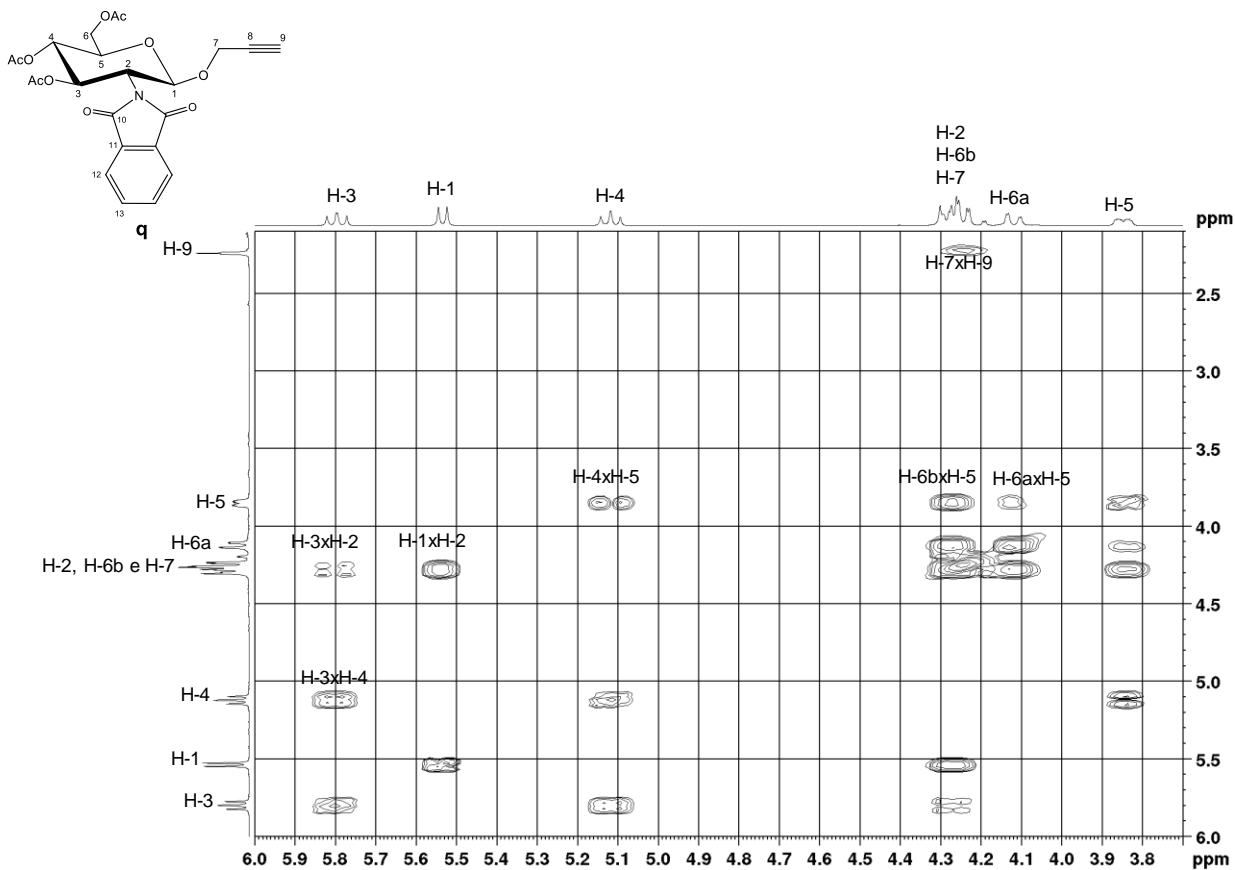 OAc
6
4
O
7
8
9
AcO
5
2
O
AcO
3
1
N
O
O
10
11
12
13
q
H-2
H-6b
H-7
H-3
H-1
H-4
H-6a
H-5
ppm
H-9
H-7xH-9
2.5
3.0
3.5
H-4xH-5
H-6bxH-5
H-6axH-5
H-5
4.0
H-6a
H-3xH-2
H-1xH-2
H-2, H-6b e H-7
4.5
H-3xH-4
H-4
5.0
H-1
5.5
H-3
6.0
6.0 5.9 5.8 5.7 5.6 5.5 5.4 5.3 5.2 5.1 5.0 4.9 4.8 4.7 4.6 4.5 4.4 4.3 4.2 4.1 4.0 3.9 3.8 ppm